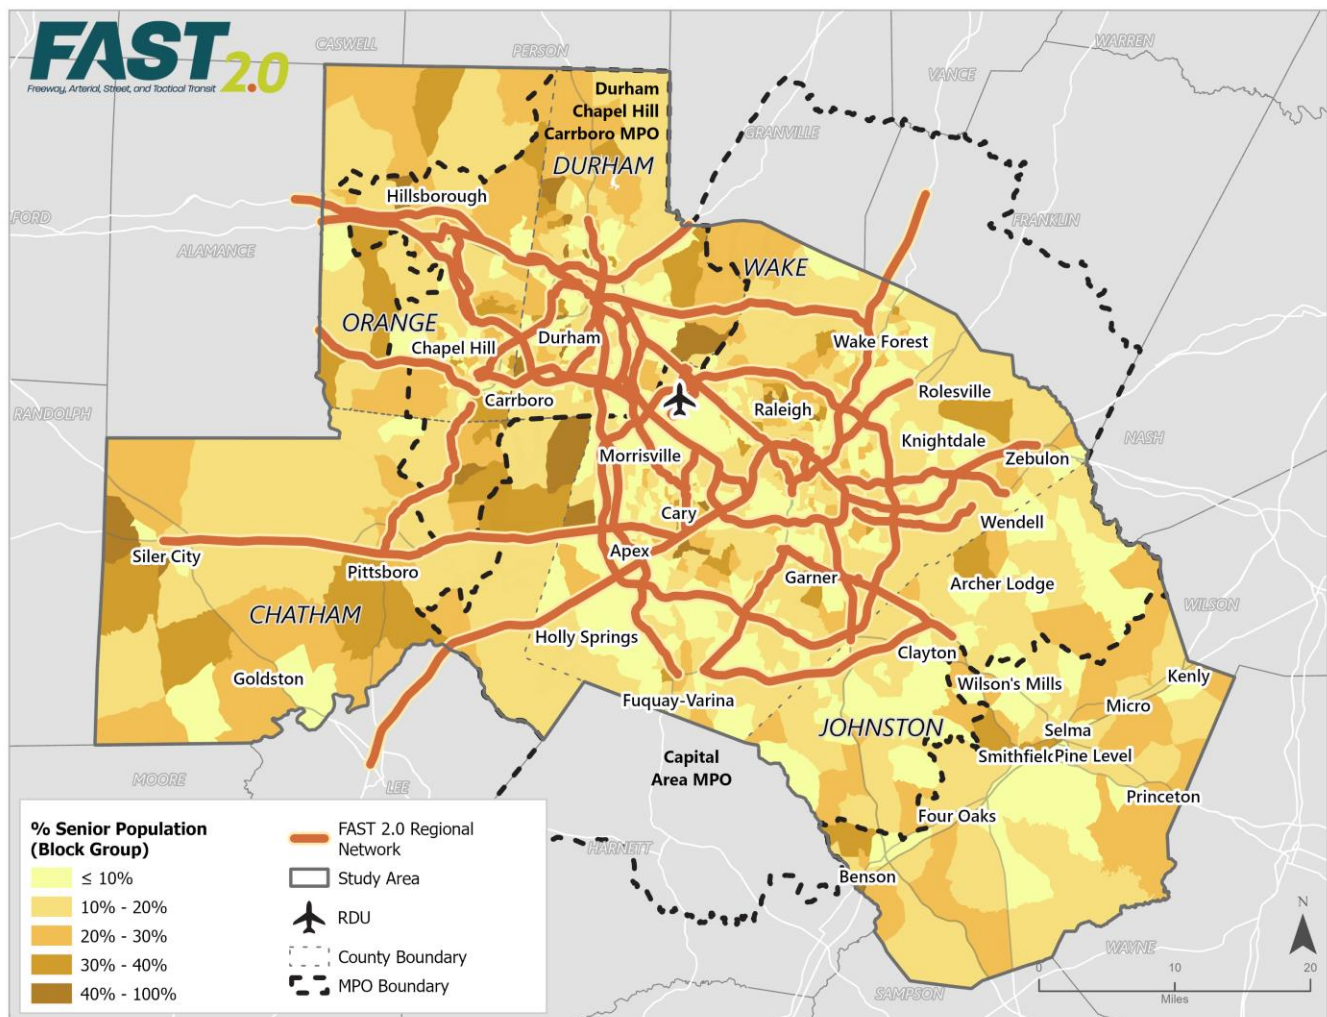 FAST 2.0
Freeway, Arterial, Street, and Tactical Transit
CASWELL
PERSON
WARREN
VANCE
GRANVILLE
FRANKLIN
Durham
Chapel Hill
Carrboro MPO
DURHAM
Hillsborough
FORD
ALAMANCE
WAKE
ORANGE
Chapel Hill
Durham
Wake Forest
RANDOLPH
Carrboro
Raleigh
Rolesville
Knightdale
NASH
Morrisville
Zebulon
Cary
Wendell
Siler City
Apex
Pittsboro
Garner
Archer Lodge
CHATHAM
WILSON
Holly Springs
Clayton
Goldston
Wilson's Mills
Kenly
Fuquay-Varina
Micro
JOHNSTON
Selma
Capital
Area MPO
Smithfield
Pine Level
MOORE
LEE
Princeton
Four Oaks
HARNETT
Benson
WAYNE
SAMPSON
% Senior Population
(Block Group)
≤ 10%
10% - 20%
20% - 30%
30% - 40%
40% - 100%
FAST 2.0 Regional
Network
Study Area
RDU
County Boundary
MPO Boundary
N
0 10 20
Miles